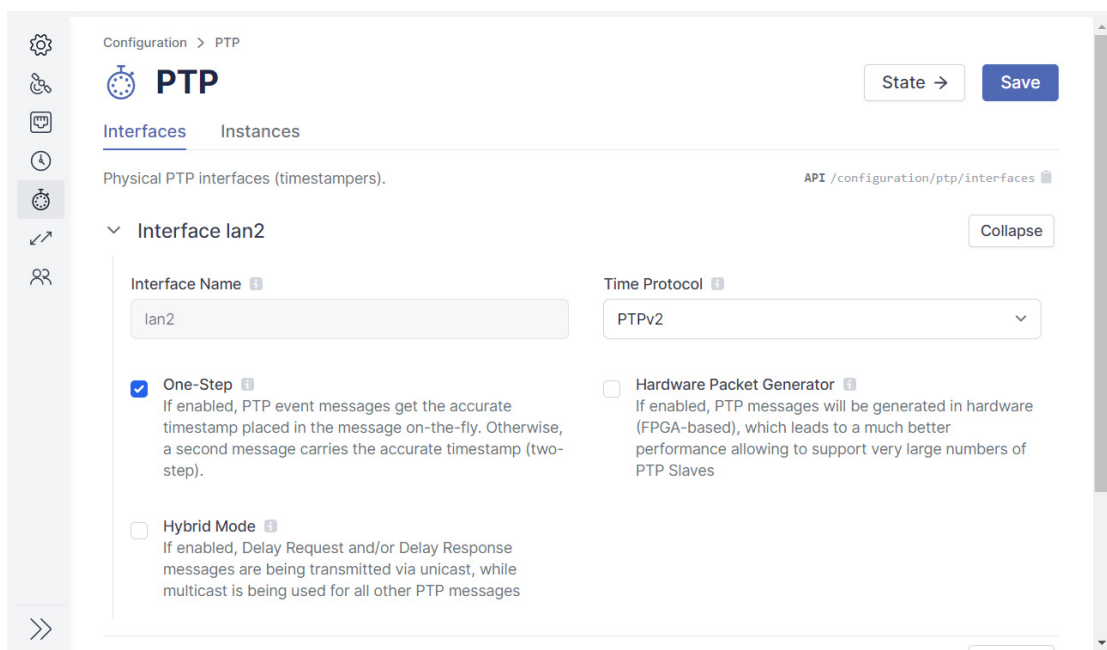 Configuration > PTP
PTP
State →
Save
Interfaces
Instances
Physical PTP interfaces (timestampers).
API /configuration/ptp/interfaces
Interface lan2
Collapse
Interface Name
Time Protocol
lan2
PTPv2
One-Step
If enabled, PTP event messages get the accurate
timestamp placed in the message on-the-fly. Otherwise,
a second message carries the accurate timestamp (two-
step).
Hardware Packet Generator
If enabled, PTP messages will be generated in hardware
(FPGA-based), which leads to a much better
performance allowing to support very large numbers of
PTP Slaves
Hybrid Mode
If enabled, Delay Request and/or Delay Response
messages are being transmitted via unicast, while
multicast is being used for all other PTP messages